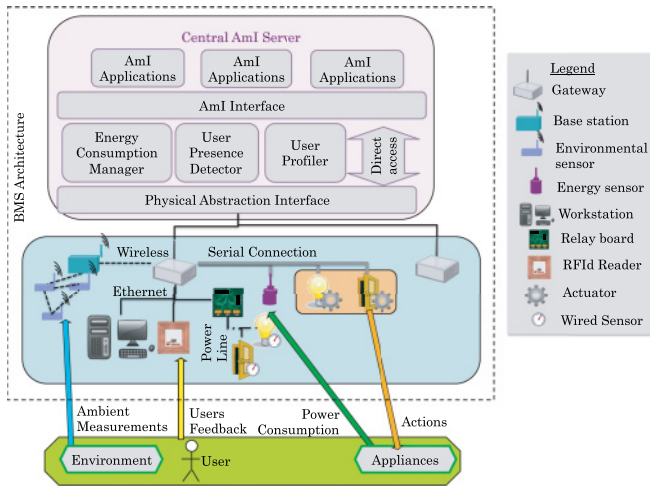 Central AmI Server
AmI
Applications
AmI
Applications
AmI
Applications
AmI Interface
Energy
Consumption
Manager
User
Presence
Detector
User
Profiler
Direct
access
Physical Abstraction Interface
BMS Architecture
Wireless
Serial Connection
Ethernet
Power
Line
Ambient
Measurements
Users
Feedback
Power
Consumption
Actions
Environment
User
Appliances
Legend
Gateway
Base station
Environmental
sensor
Energy sensor
Workstation
Relay board
RFId Reader
Actuator
Wired Sensor